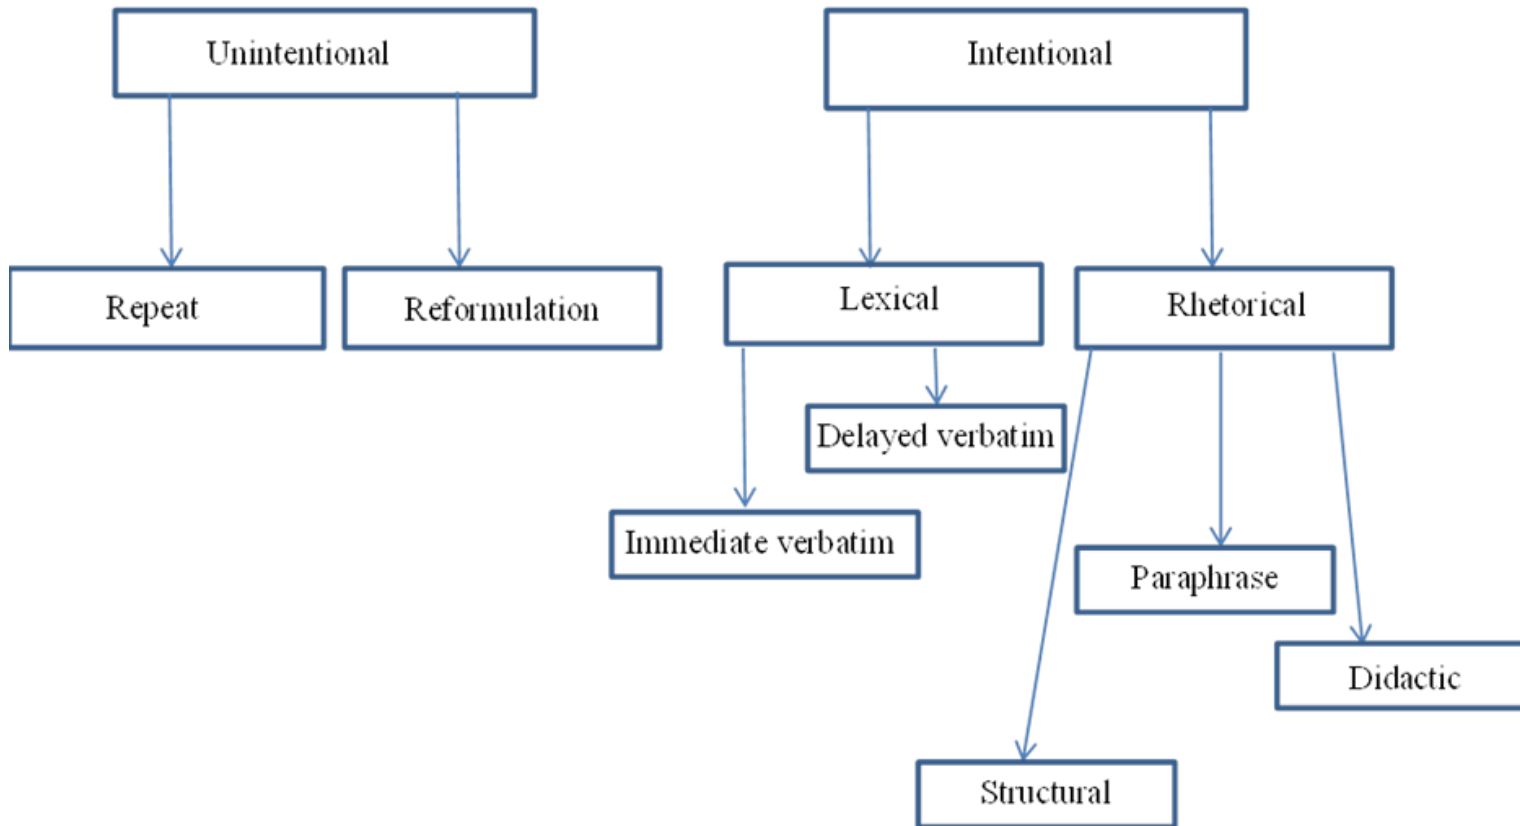 Unintentional
Intentional
Repeat
Reformulation
Lexical
Rhetorical
Delayed verbatim
Immediate verbatim
Paraphrase
Didactic
Structural